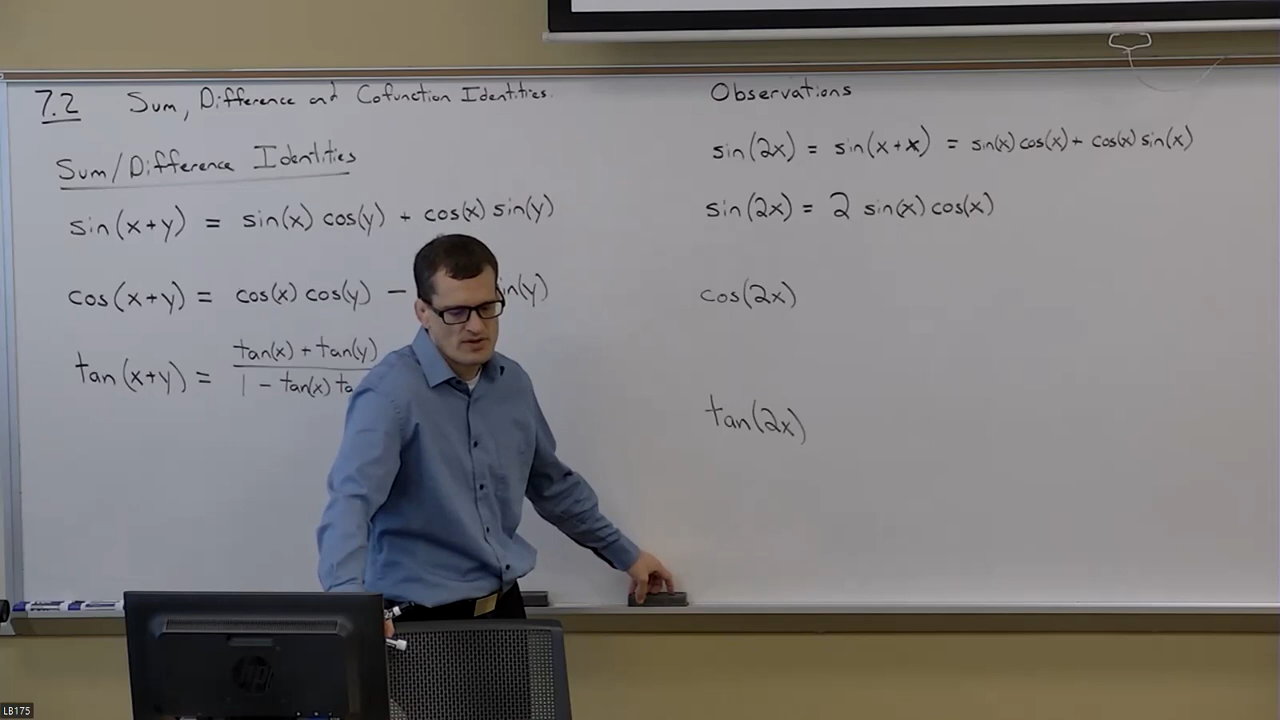 7.2 Sum, Difference and Cofunction Identities.
Sum/Difference Identities
sin(x+y) = sin(x) cos(y) + cos(x) sin(y)
cos(x+y) = cos(x) cos(y) - in(y)
tan(x+y) = tan(x) + tan(y)
1 - tan(x) ta
Observations
sin(2x) = sin(x+x) = sin(x) cos(x) + cos(x) sin(x)
sin(2x) = 2 sin(x) cos(x)
cos(2x)
tan(2x)
hp
LB175